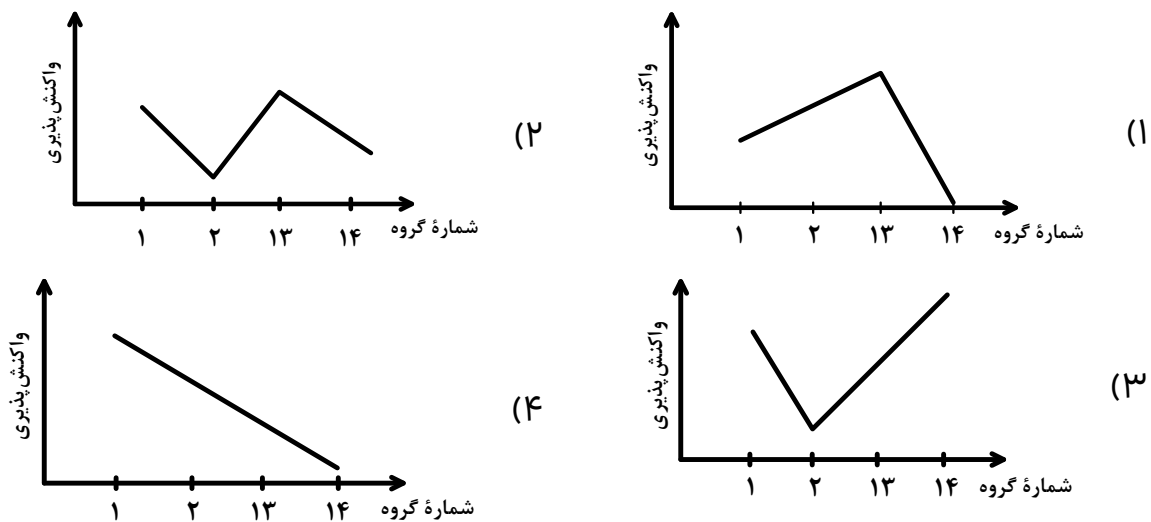 ۱)
واکنش‌پذیری
۱ ۲ ۱۳ ۱۴
شمارهٔ گروه
۲)
واکنش‌پذیری
۱ ۲ ۱۳ ۱۴
شمارهٔ گروه
۳)
واکنش‌پذیری
۱ ۲ ۱۳ ۱۴
شمارهٔ گروه
۴)
واکنش‌پذیری
۱ ۲ ۱۳ ۱۴
شمارهٔ گروه